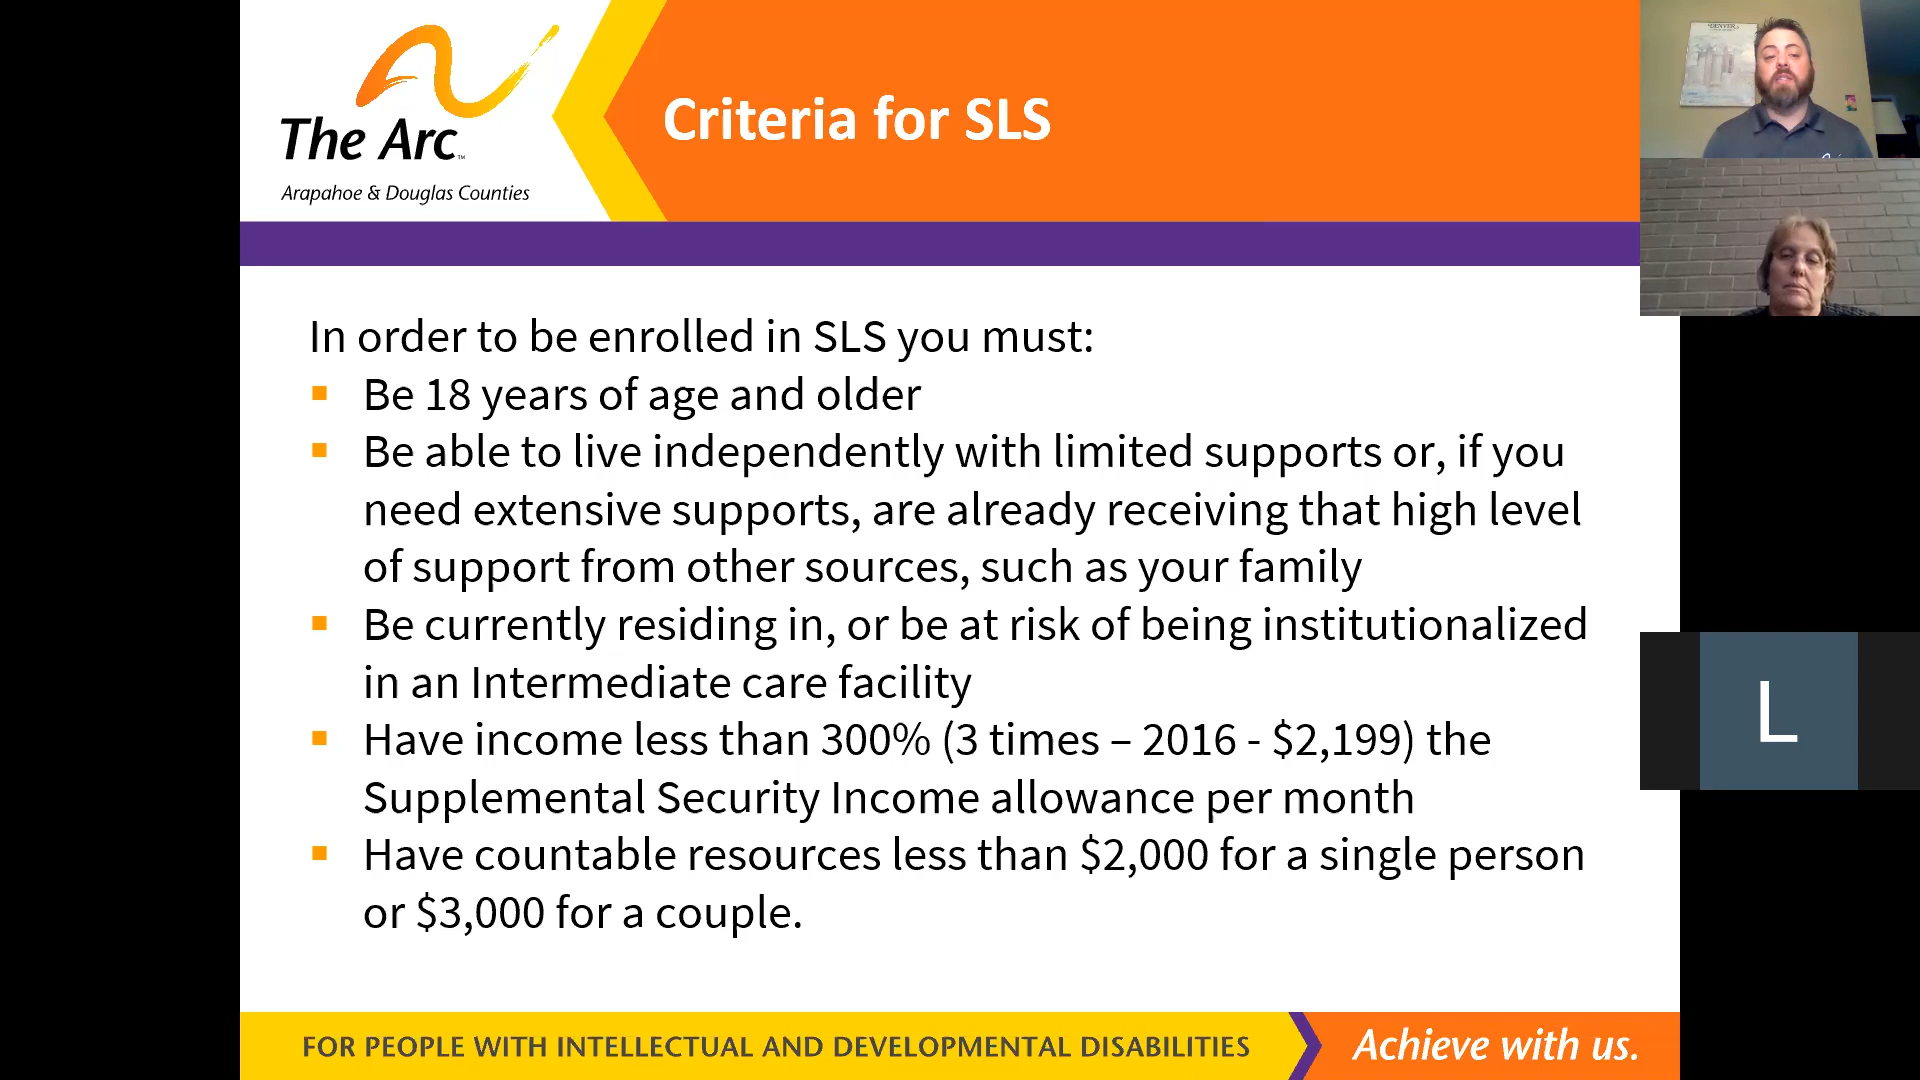 The Arc™
Arapahoe & Douglas Counties
Criteria for SLS
DENVER
In order to be enrolled in SLS you must:
▪ Be 18 years of age and older
▪ Be able to live independently with limited supports or, if you
need extensive supports, are already receiving that high level
of support from other sources, such as your family
▪ Be currently residing in, or be at risk of being institutionalized
in an Intermediate care facility
▪ Have income less than 300% (3 times – 2016 - $2,199) the
Supplemental Security Income allowance per month
▪ Have countable resources less than $2,000 for a single person
or $3,000 for a couple.
L
FOR PEOPLE WITH INTELLECTUAL AND DEVELOPMENTAL DISABILITIES
Achieve with us.